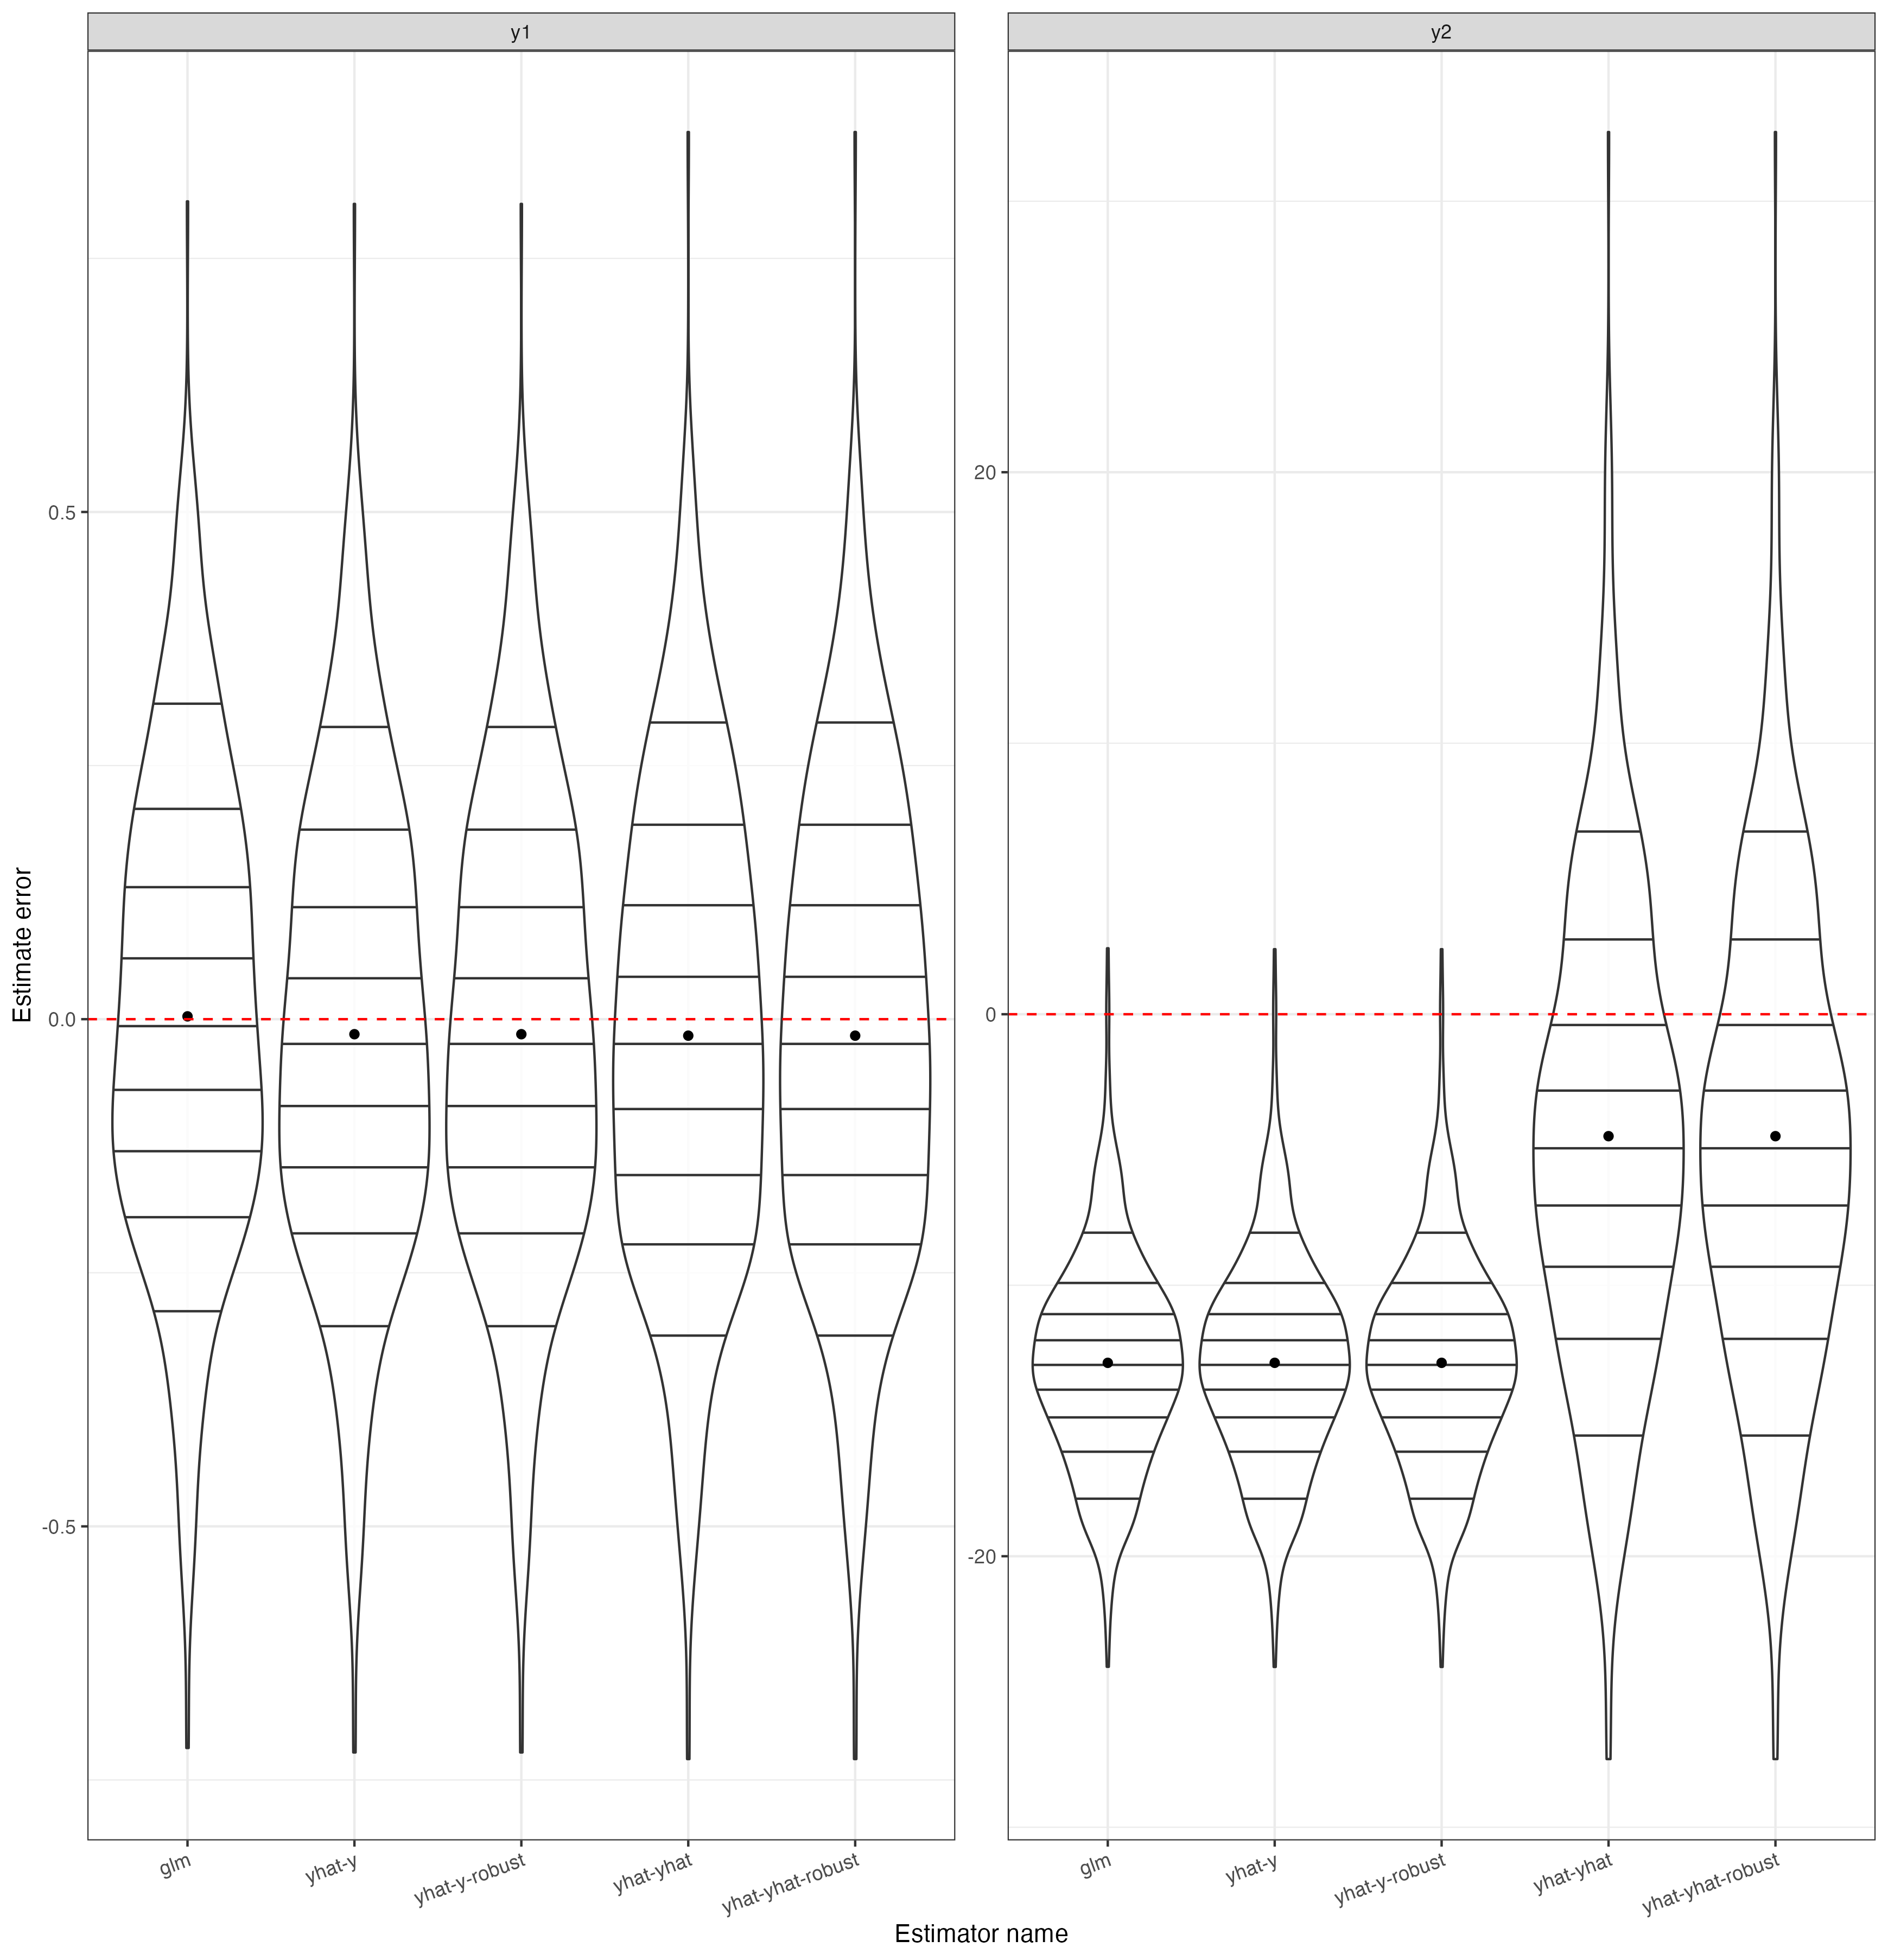 y1
y2
Estimate error
0.5
0.0
-0.5
20
0
-20
glm
yhat-y
yhat-y-robust
yhat-yhat
yhat-yhat-robust
glm
yhat-y
yhat-y-robust
yhat-yhat
yhat-yhat-robust
Estimator name